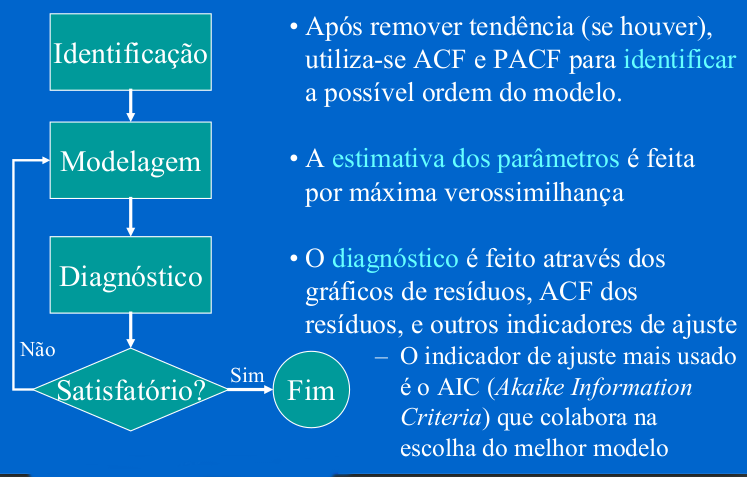 Identificação
Modelagem
Diagnóstico
Não
Satisfatório?
Sim
Fim
• Após remover tendência (se houver),
utiliza-se ACF e PACF para identificar
a possível ordem do modelo.
• A estimativa dos parâmetros é feita
por máxima verossimilhança
• O diagnóstico é feito através dos
gráficos de resíduos, ACF dos
resíduos, e outros indicadores de ajuste
– O indicador de ajuste mais usado
é o AIC (Akaike Information
Criteria) que colabora na
escolha do melhor modelo